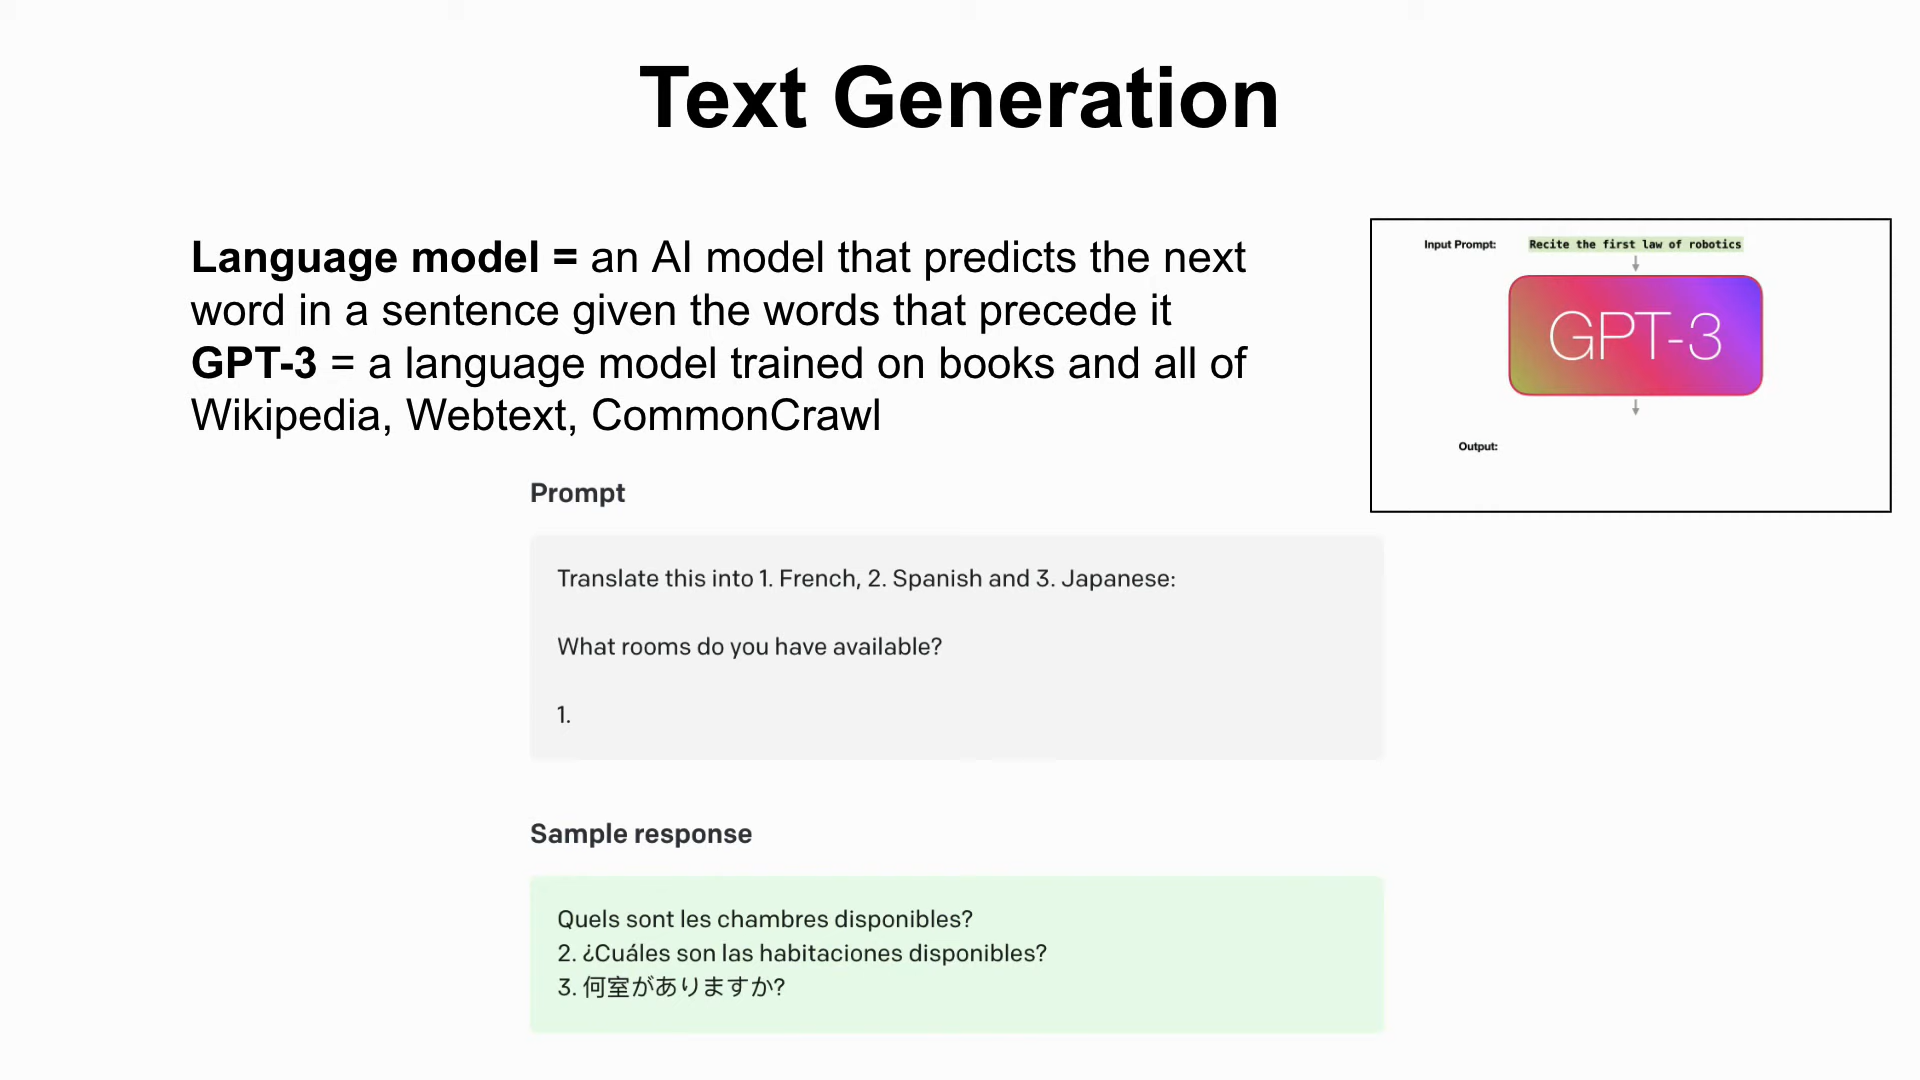 Text Generation
Language model = an AI model that predicts the next
word in a sentence given the words that precede it
GPT-3 = a language model trained on books and all of
Wikipedia, Webtext, CommonCrawl
Input Prompt: Recite the first law of robotics
GPT-3
Output:
Prompt
Translate this into 1. French, 2. Spanish and 3. Japanese:
What rooms do you have available?
1.
Sample response
Quels sont les chambres disponibles?
2. ¿Cuáles son las habitaciones disponibles?
3. 何室がありますか?